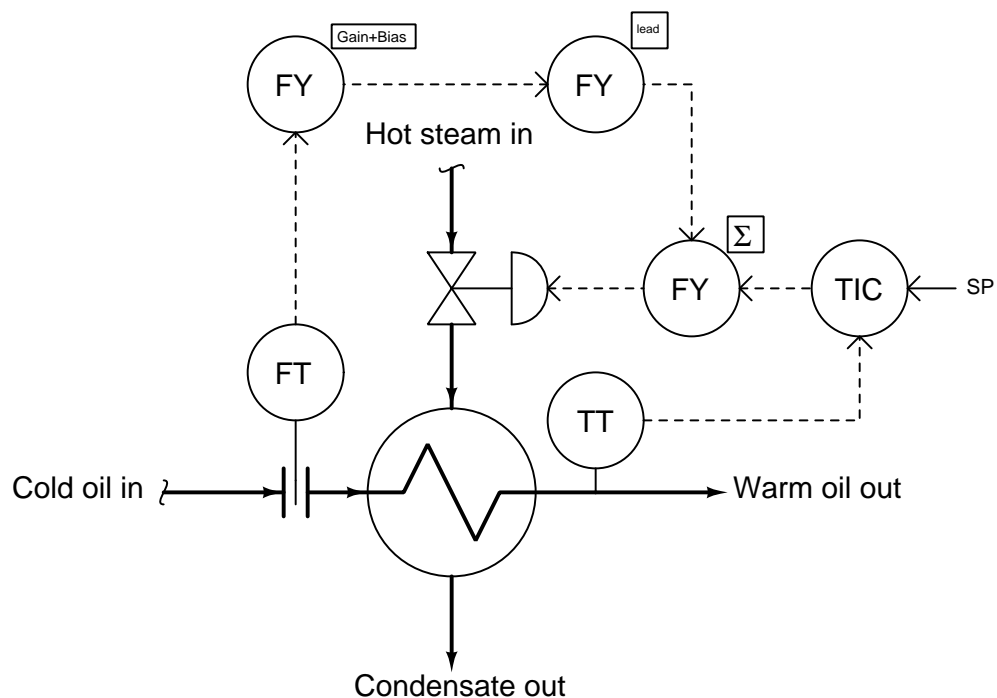 Gain+Bias
lead
FY
FY
Hot steam in
Σ
FY
TIC
SP
FT
TT
Cold oil in
Warm oil out
Condensate out